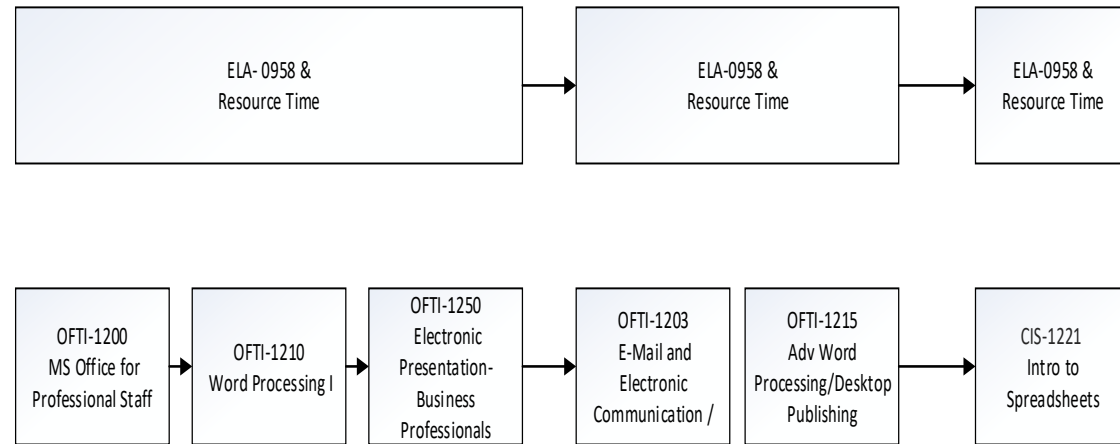 ELA- 0958 &
Resource Time
ELA-0958 &
Resource Time
ELA-0958 &
Resource Time
OFTI-1200
MS Office for
Professional Staff
OFTI-1210
Word Processing I
OFTI-1250
Electronic
Presentation-
Business
Professionals
OFTI-1203
E-Mail and
Electronic
Communication /
OFTI-1215
Adv Word
Processing/Desktop
Publishing
CIS-1221
Intro to
Spreadsheets